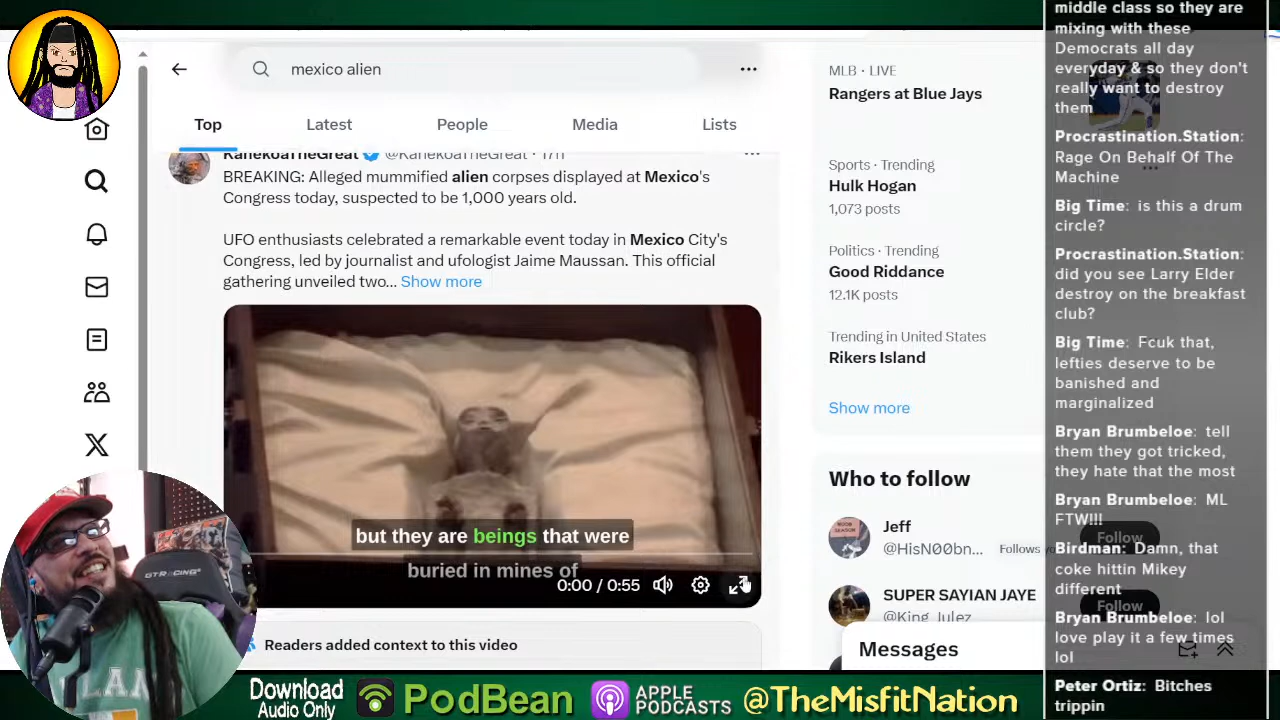 mexico alien
Top
Latest
People
Media
Lists
KanekoaTheGreat @KanekoaTheGreat · 17h
BREAKING: Alleged mummified alien corpses displayed at Mexico's
Congress today, suspected to be 1,000 years old.
UFO enthusiasts celebrated a remarkable event today in Mexico City's
Congress, led by journalist and ufologist Jaime Maussan. This official
gathering unveiled two... Show more
but they are beings that were
buried in mines of
0:00 / 0:55
Readers added context to this video
MLB · LIVE
Rangers at Blue Jays
Sports · Trending
Hulk Hogan
1,073 posts
Politics · Trending
Good Riddance
12.1K posts
Trending in United States
Rikers Island
Show more
Who to follow
Jeff
@HisN00bn...
Follows
Follow
SUPER SAYIAN JAYE
@King_Julez
Follow
Messages
middle class so they are
mixing with these
Democrats all day
everyday & so they don't
really want to destroy
them
Procrastination.Station:
Rage On Behalf Of The
Machine
Big Time: is this a drum
circle?
Procrastination.Station:
did you see Larry Elder
destroy on the breakfast
club?
Big Time: Fcuk that,
lefties deserve to be
banished and
marginalized
Bryan Brumbeloe: tell
them they got tricked,
they hate that the most
Bryan Brumbeloe: ML
FTW!!!
Birdman: Damn, that
coke hittin Mikey
different
Bryan Brumbeloe: lol
love play it a few times
lol
Peter Ortiz: Bitches
trippin
GTRACING
Download
Audio Only
PodBean
APPLE
PODCASTS
@TheMisfitNation